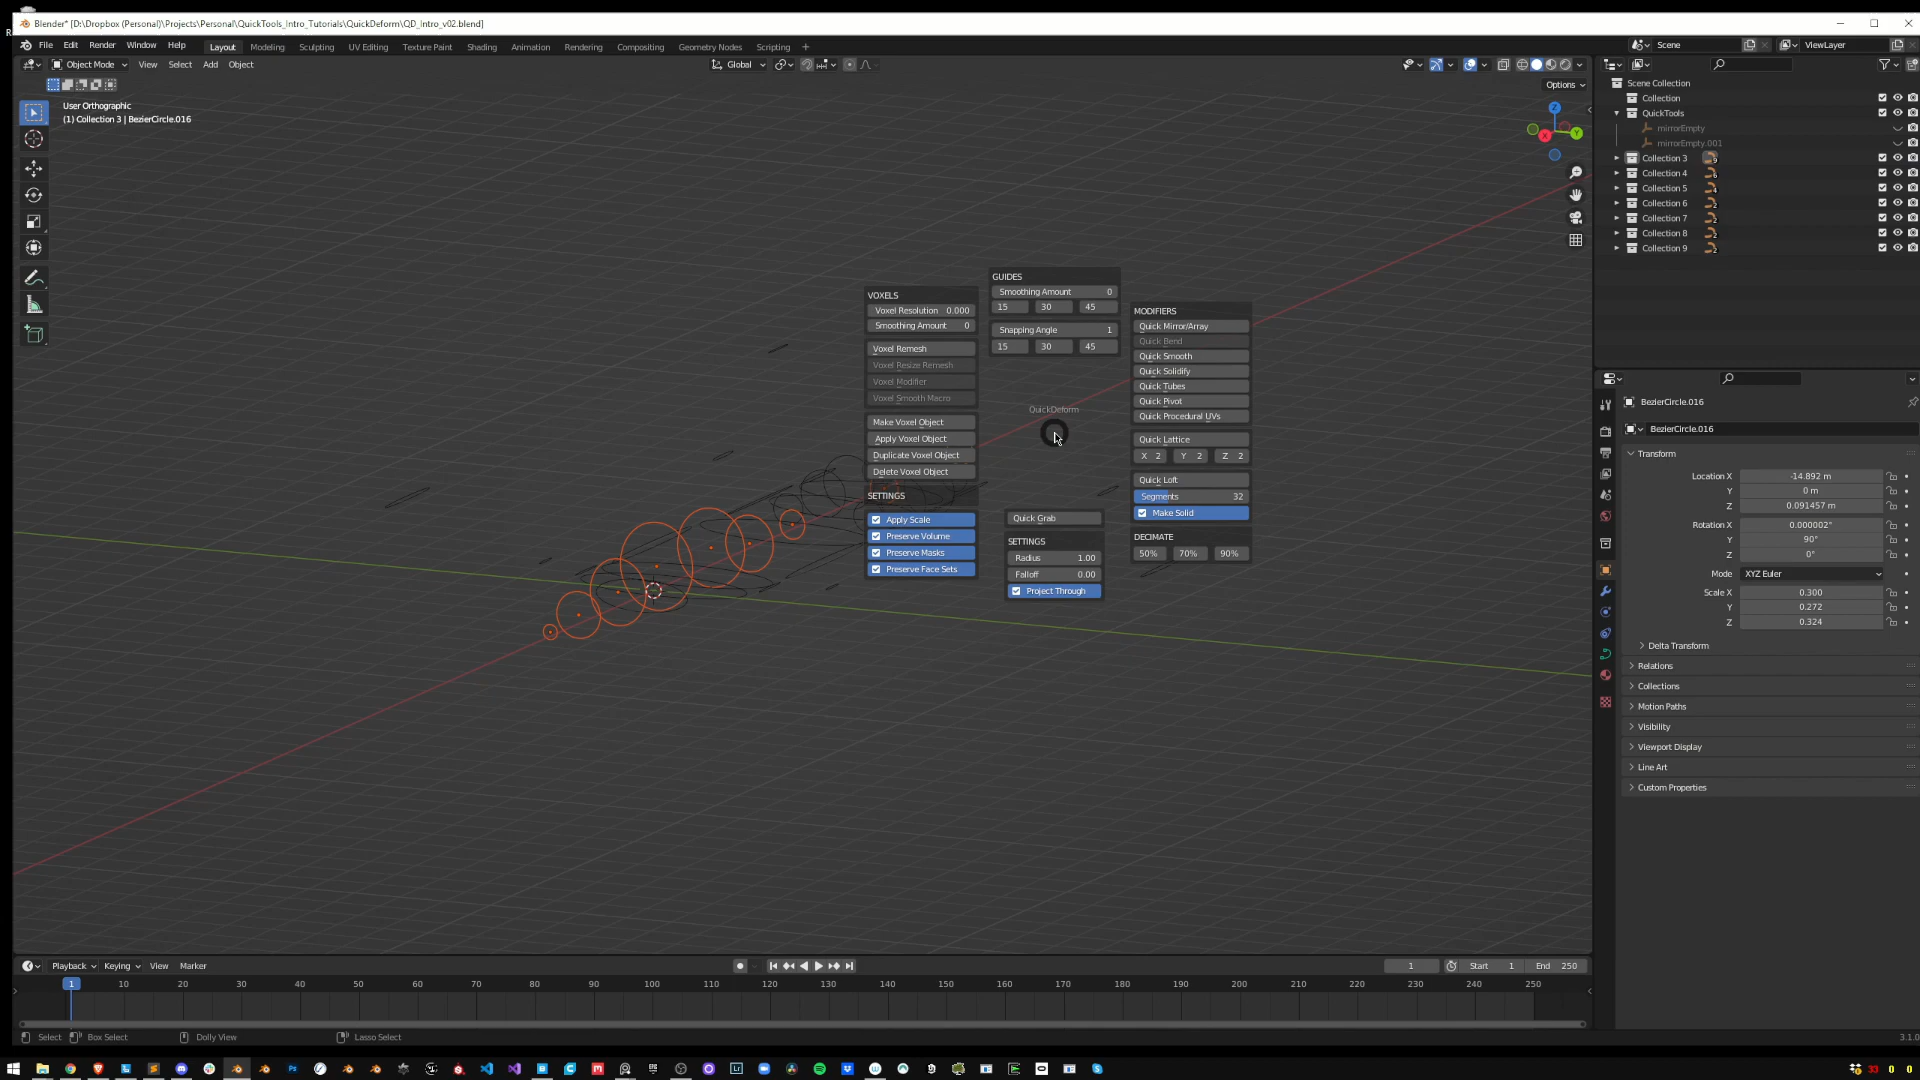 Blender* [D:\Dropbox (Personal)\Projects\Personal\QuickTools_Intro_Tutorials\QuickDeform\QD_Intro_v02.blend]
File Edit Render Window Help Layout Modeling Sculpting UV Editing Texture Paint Shading Animation Rendering Compositing Geometry Nodes Scripting + Scene ViewLayer
Object Mode View Select Add Object Global
Options
User Orthographic
(1) Collection 3 | BezierCircle.016
Z
Y
X
Scene Collection
Collection
QuickTools
mirrorEmpty
mirrorEmpty.001
Collection 3
Collection 4
Collection 5
Collection 6
Collection 7
Collection 8
Collection 9
VOXELS
Voxel Resolution 0.000
Smoothing Amount 0
Voxel Remesh
Voxel Resize Remesh
Voxel Modifier
Voxel Smooth Macro
Make Voxel Object
Apply Voxel Object
Duplicate Voxel Object
Delete Voxel Object
SETTINGS
Apply Scale
Preserve Volume
Preserve Masks
Preserve Face Sets
GUIDES
Smoothing Amount 0
15 30 45
Snapping Angle 1
15 30 45
QuickDeform
Quick Grab
SETTINGS
Radius 1.00
Falloff 0.00
Project Through
MODIFIERS
Quick Mirror/Array
Quick Bend
Quick Smooth
Quick Solidify
Quick Tubes
Quick Pivot
Quick Procedural UVs
Quick Lattice
X 2 Y 2 Z 2
Quick Loft
Segments 32
Make Solid
DECIMATE
50% 70% 90%
BezierCircle.016
BezierCircle.016
Transform
Location X -14.892 m
Y 0 m
Z 0.091457 m
Rotation X 0.000002°
Y 90°
Z 0°
Mode XYZ Euler
Scale X 0.300
Y 0.272
Z 0.324
Delta Transform
Relations
Collections
Motion Paths
Visibility
Viewport Display
Line Art
Custom Properties
Playback Keying View Marker 1 Start 1 End 250
1 10 20 30 40 50 60 70 80 90 100 110 120 130 140 150 160 170 180 190 200 210 220 230 240 250
Select Box Select Dolly View Lasso Select 3.1.0
33 0 0